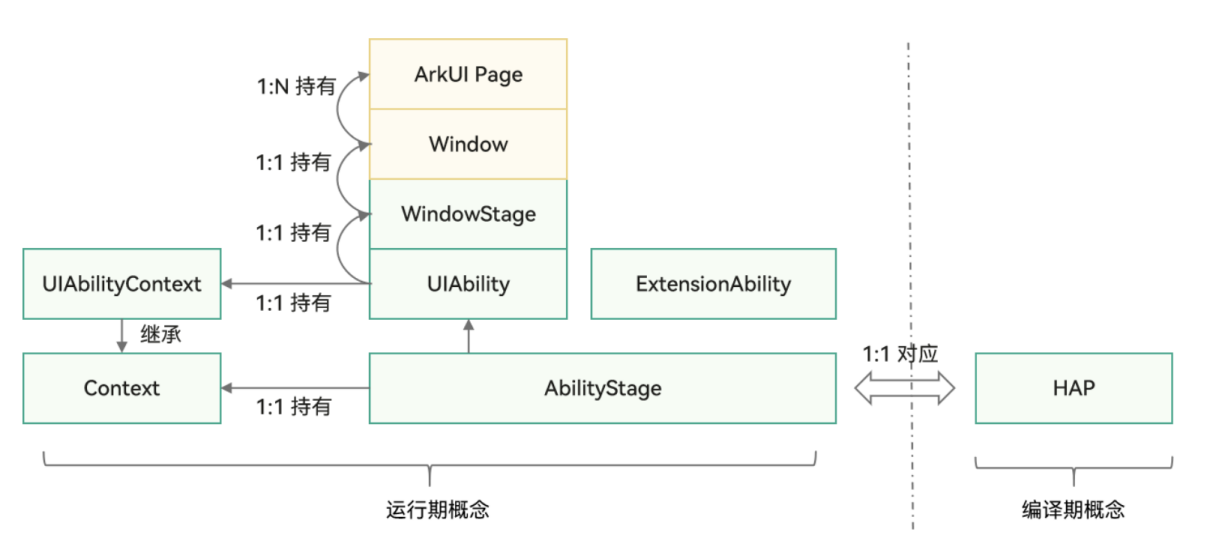 ArkUI Page
1:N 持有
Window
1:1 持有
WindowStage
1:1 持有
UIAbilityContext
UIAbility
ExtensionAbility
1:1 持有
继承
1:1 对应
Context
AbilityStage
HAP
1:1 持有
运行期概念
编译期概念